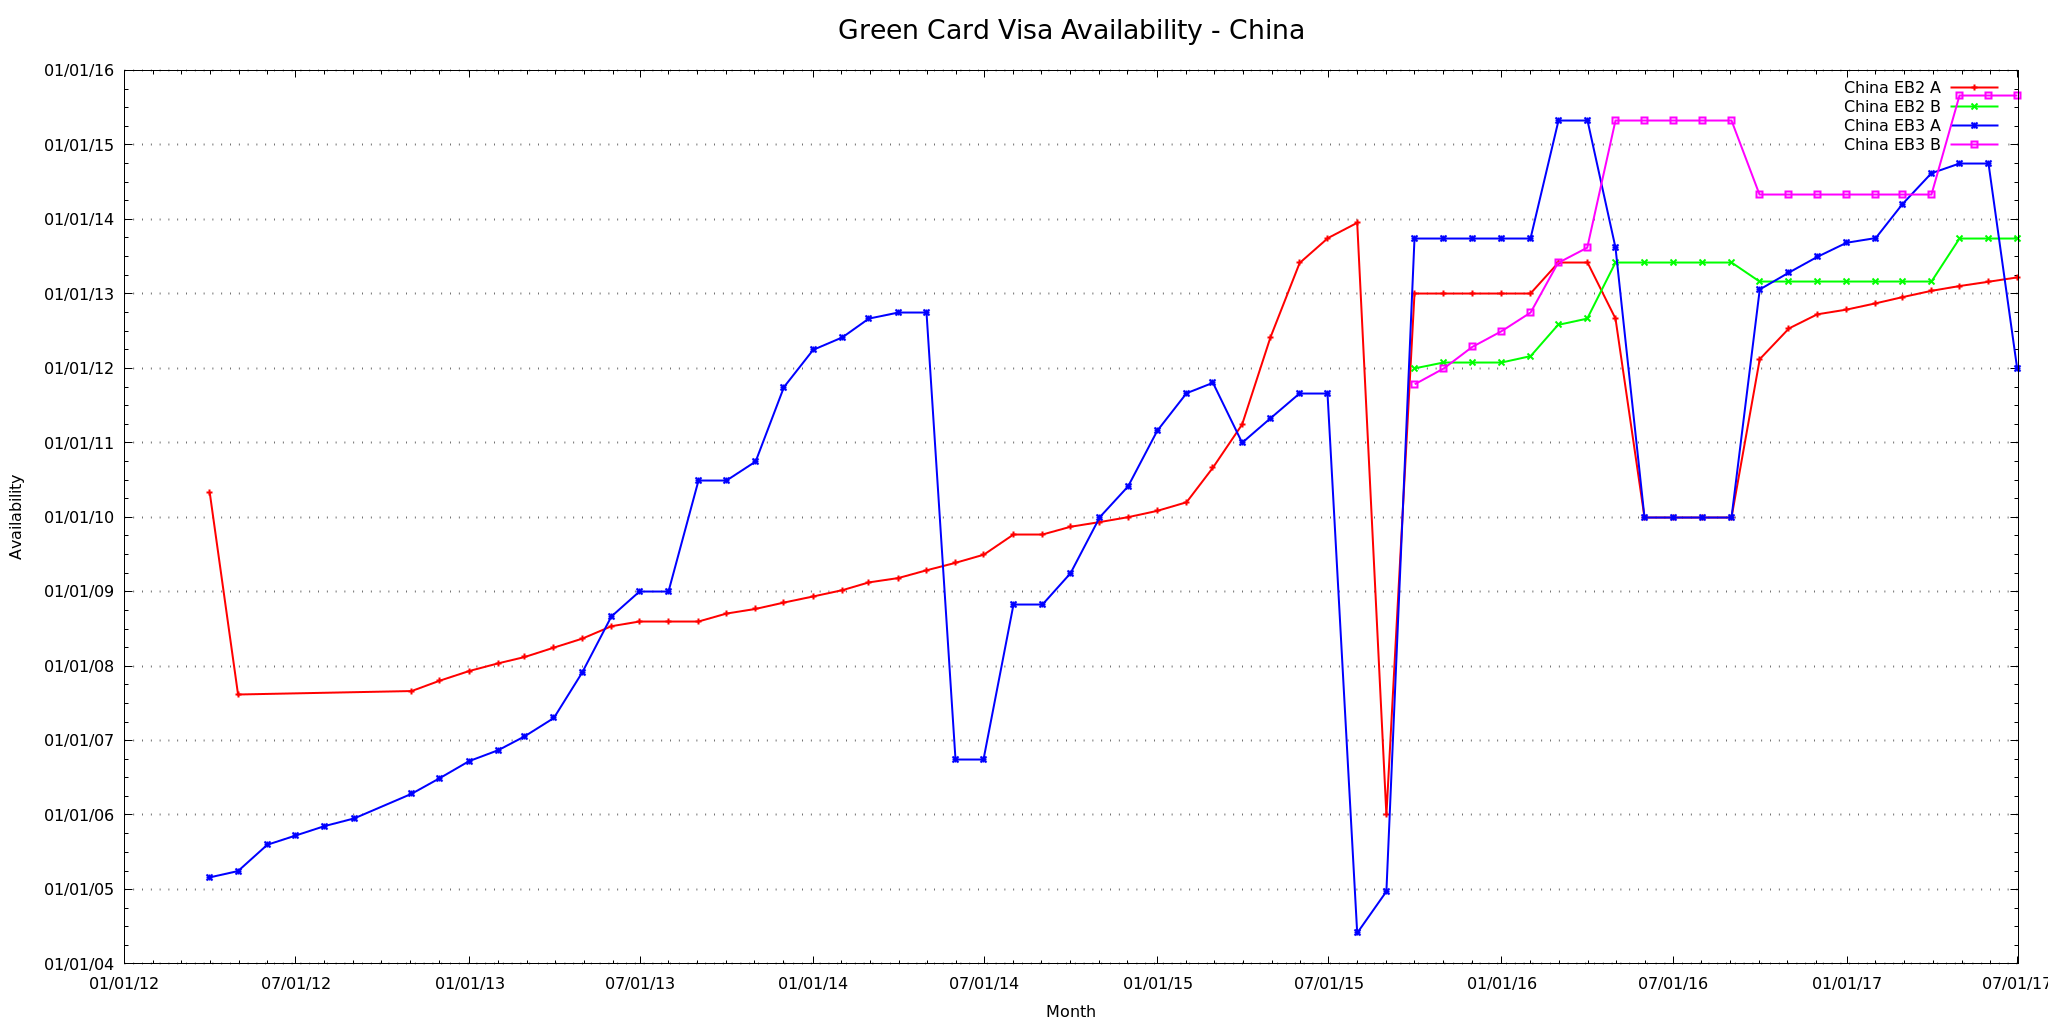 Green Card Visa Availability - China
01/01/16
01/01/15
01/01/14
01/01/13
01/01/12
01/01/11
01/01/10
01/01/09
01/01/08
01/01/07
01/01/06
01/01/05
01/01/04
Availability
China EB2 A
China EB2 B
China EB3 A
China EB3 B
01/01/12 07/01/12 01/01/13 07/01/13 01/01/14 07/01/14 01/01/15 07/01/15 01/01/16 07/01/16 01/01/17 07/01/17
Month